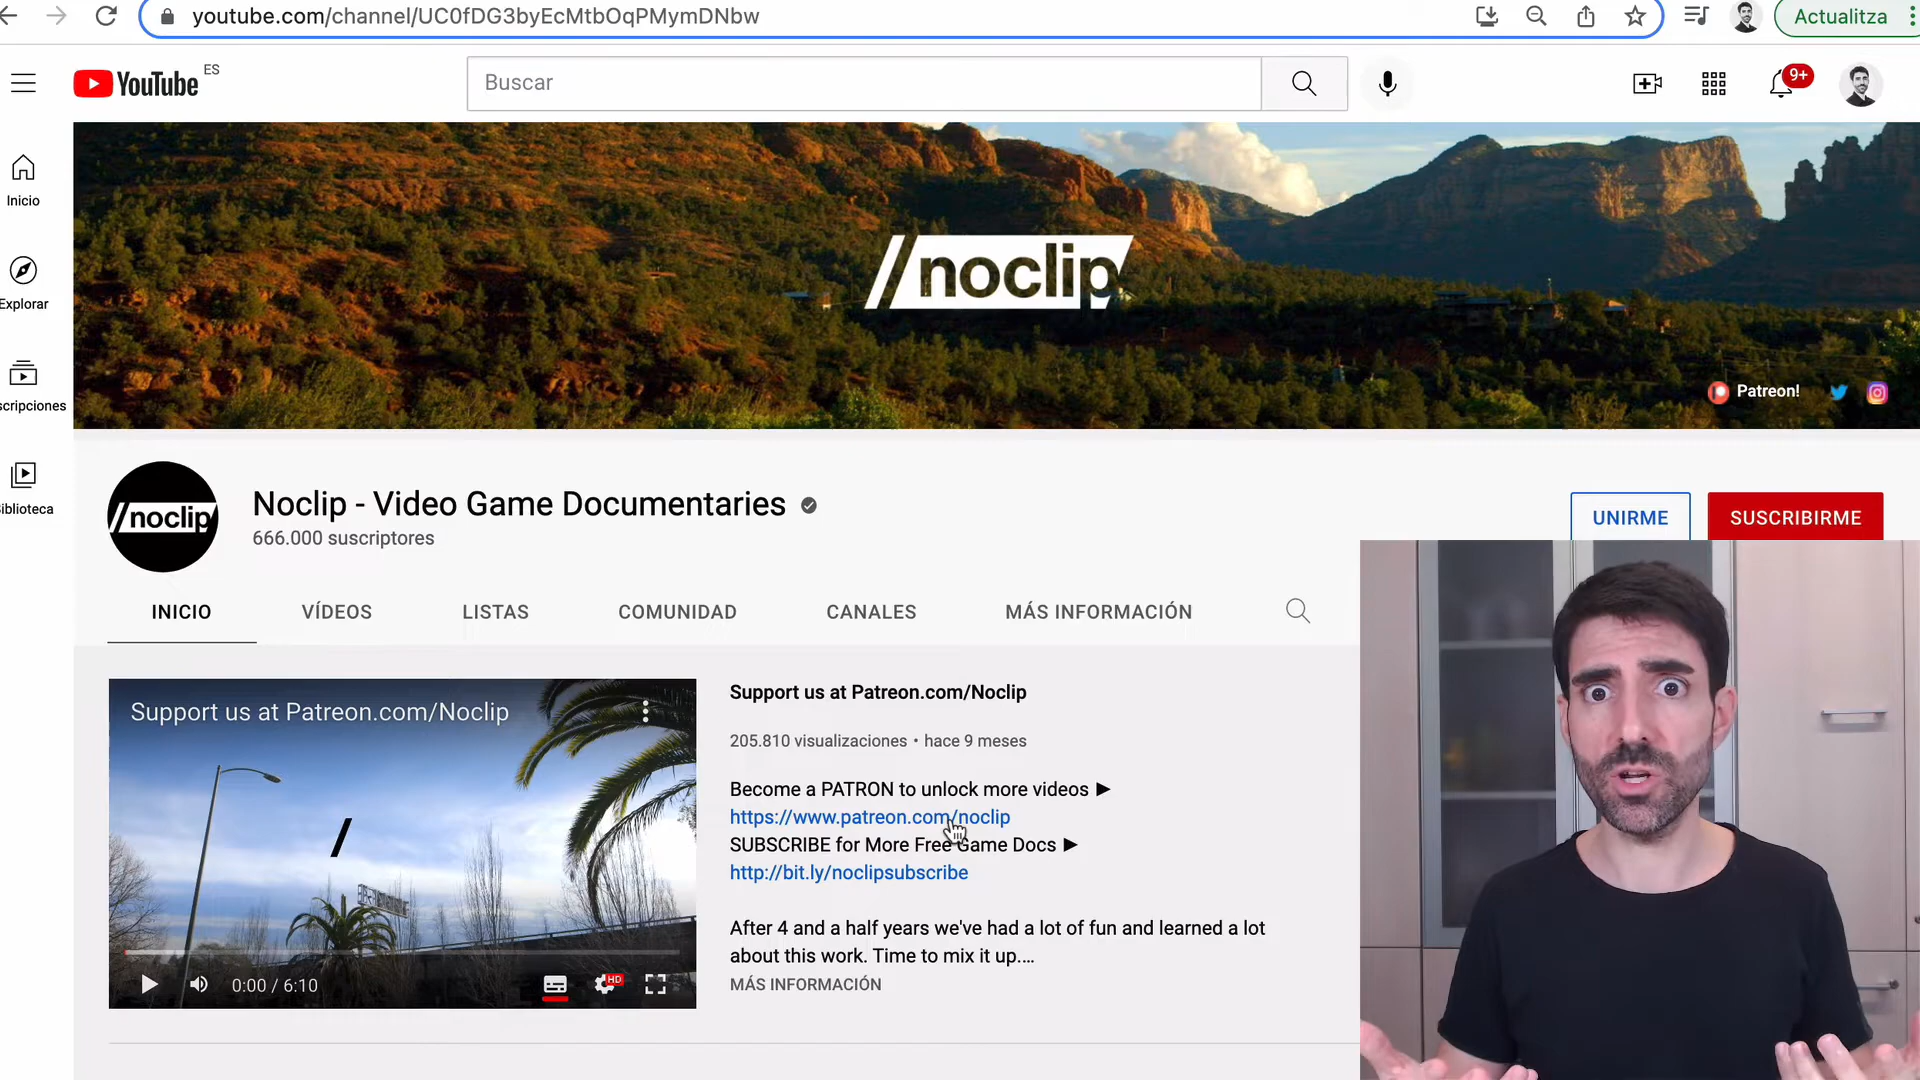 youtube.com/channel/UC0fDG3byEcMtbOqPMymDNbw
Actualitza
YouTube ES
Buscar
9+
Inicio
Explorar
scripciones
iblioteca
//noclip
Patreon!
//noclip
Noclip - Video Game Documentaries
666.000 suscriptores
UNIRME
SUSCRIBIRME
INICIO
VÍDEOS
LISTAS
COMUNIDAD
CANALES
MÁS INFORMACIÓN
Support us at Patreon.com/Noclip
/
0:00 / 6:10
HD
Support us at Patreon.com/Noclip
205.810 visualizaciones • hace 9 meses
Become a PATRON to unlock more videos ►
https://www.patreon.com/noclip
SUBSCRIBE for More Free Game Docs ►
http://bit.ly/noclipsubscribe
After 4 and a half years we've had a lot of fun and learned a lot
about this work. Time to mix it up....
MÁS INFORMACIÓN